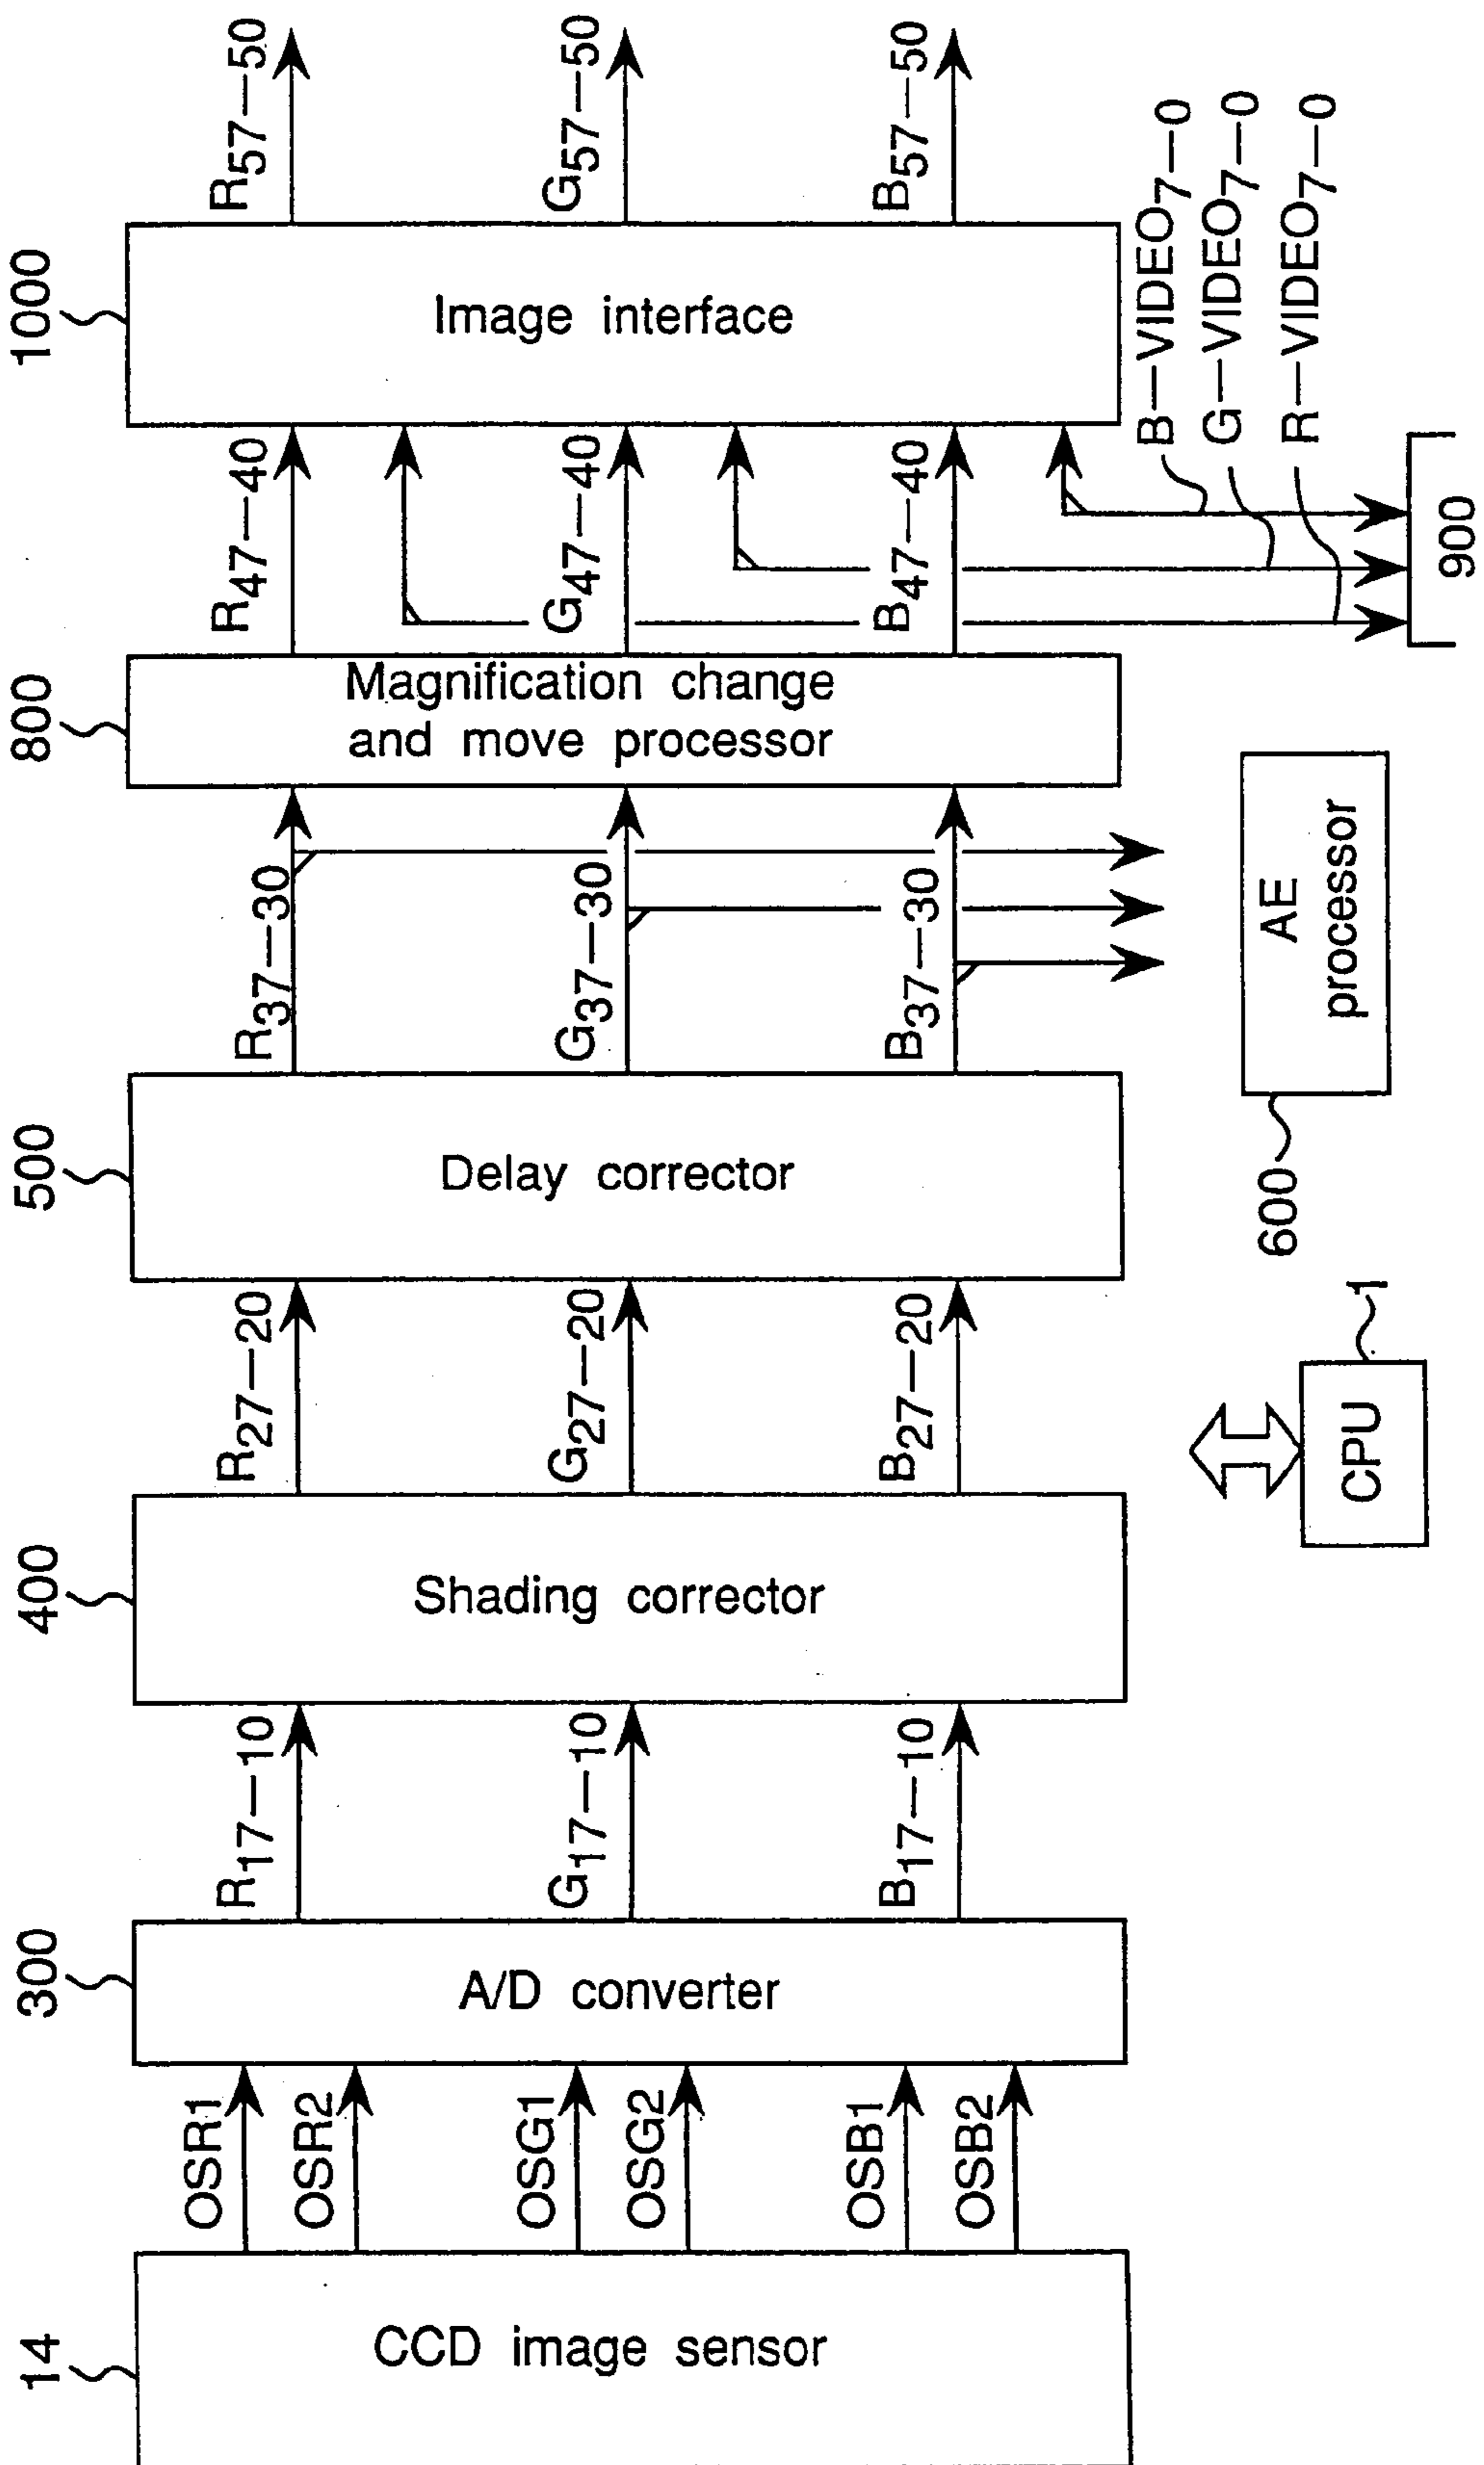 14
CCD image sensor
OSR1
OSR2
OSG1
OSG2
OSB1
OSB2
300
A/D converter
R17—10
G17—10
B17—10
400
Shading corrector
R27—20
G27—20
B27—20
500
Delay corrector
R37—30
G37—30
B37—30
800
Magnification change
and move processor
R47—40
G47—40
B47—40
1000
Image interface
R57—50
G57—50
B57—50
CPU
1
600
AE
processor
B—VIDEO7—0
G—VIDEO7—0
R—VIDEO7—0
900